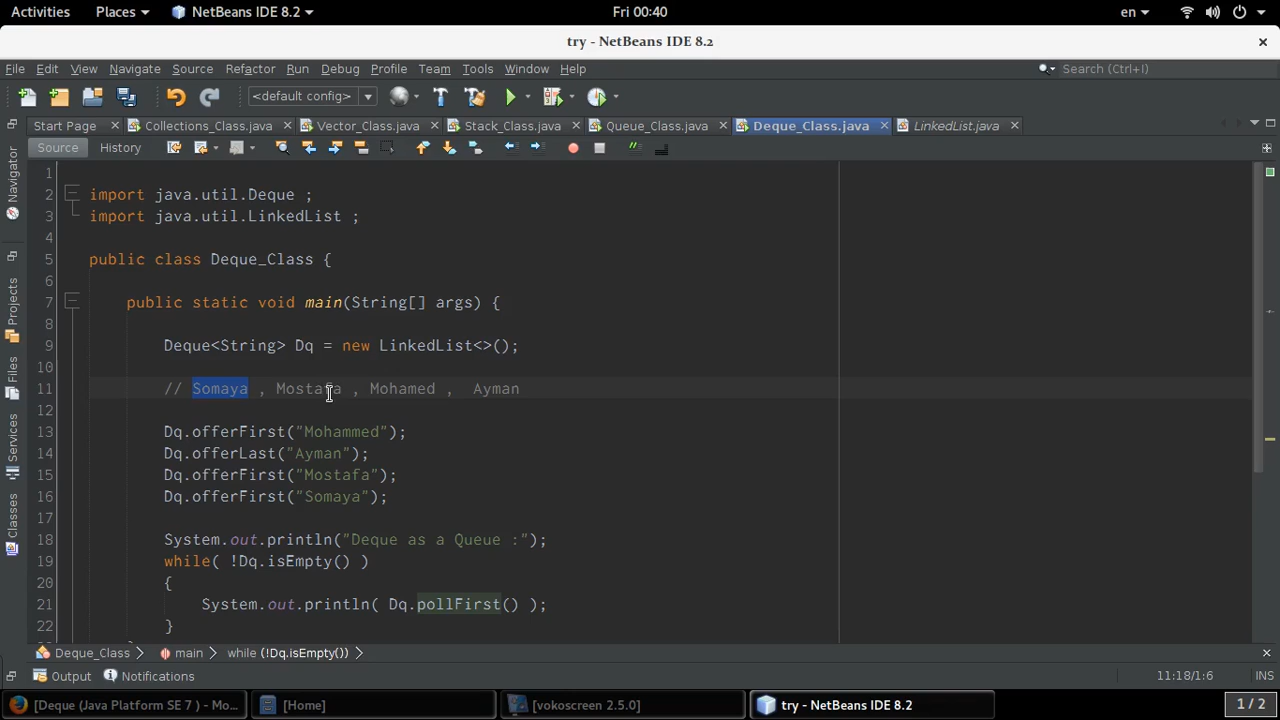 Activities Places NetBeans IDE 8.2 Fri 00:40 en
try - NetBeans IDE 8.2
File Edit View Navigate Source Refactor Run Debug Profile Team Tools Window Help Search (Ctrl+I)
<default config>
Start Page Collections_Class.java Vector_Class.java Stack_Class.java Queue_Class.java Deque_Class.java LinkedList.java
Source History
Navigator
Projects
Files
Services
Classes
1
2 import java.util.Deque ;
3 import java.util.LinkedList ;
4
5 public class Deque_Class {
6
7 public static void main(String[] args) {
8
9 Deque<String> Dq = new LinkedList<>();
10
11 // Somaya , Mostafa , Mohamed , Ayman
12
13 Dq.offerFirst("Mohammed");
14 Dq.offerLast("Ayman");
15 Dq.offerFirst("Mostafa");
16 Dq.offerFirst("Somaya");
17
18 System.out.println("Deque as a Queue :");
19 while( !Dq.isEmpty() )
20 {
21 System.out.println( Dq.pollFirst() );
22 }
Deque_Class main while (!Dq.isEmpty())
Output Notifications 11:18/1:6 INS
[Deque (Java Platform SE 7 ) - Mo... [Home] [vokoscreen 2.5.0] try - NetBeans IDE 8.2 1 / 2